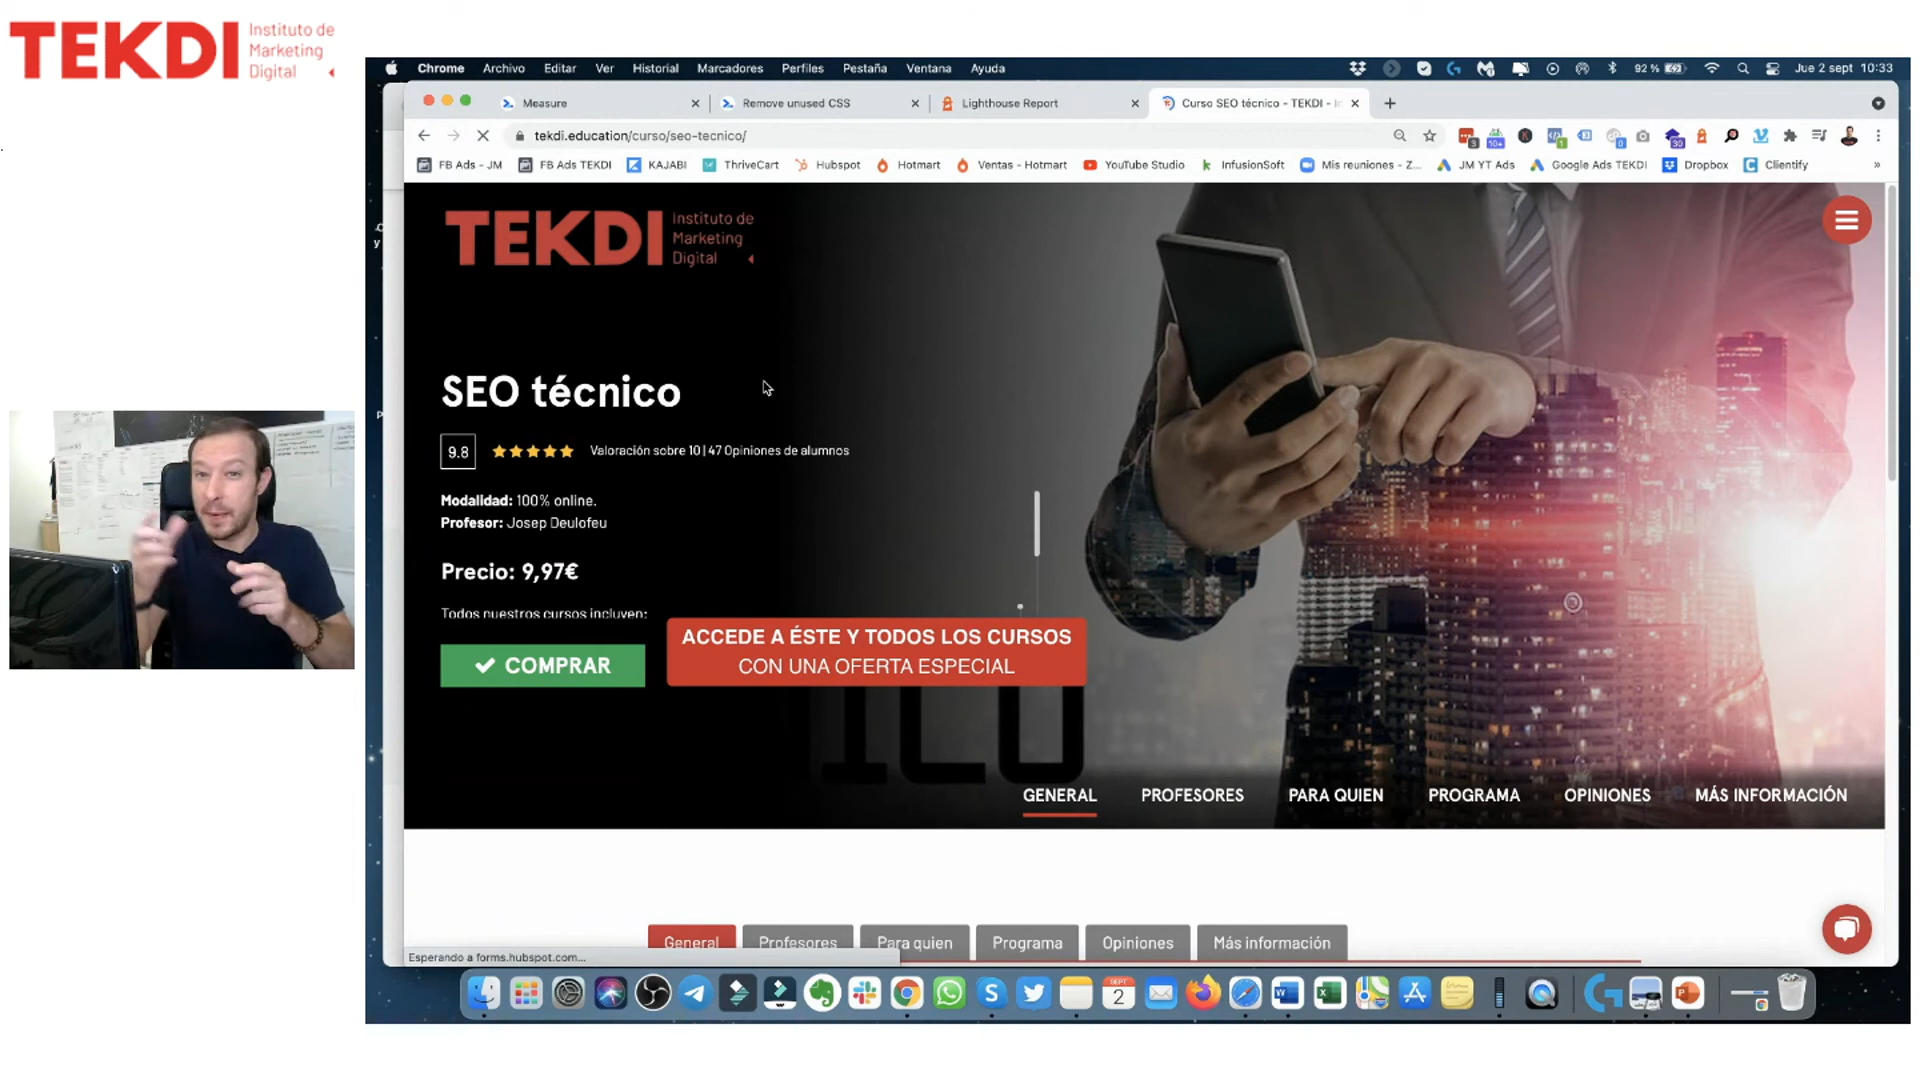 TEKDI
Instituto de
Marketing
Digital
Chrome Archivo Editar Ver Historial Marcadores Perfiles Pestaña Ventana Ayuda
92 % Jue 2 sept 10:33
Measure
Remove unused CSS
Lighthouse Report
Curso SEO técnico - TEKDI - I
tekdi.education/curso/seo-tecnico/
FB Ads - JM
FB Ads TEKDI
KAJABI
ThriveCart
Hubspot
Hotmart
Ventas - Hotmart
YouTube Studio
InfusionSoft
Mis reuniones - Z...
JM YT Ads
Google Ads TEKDI
Dropbox
Clientify
»
TEKDI
Instituto de
Marketing
Digital
SEO técnico
9.8
Valoración sobre 10 | 47 Opiniones de alumnos
Modalidad: 100% online.
Profesor: Josep Deulofeu
Precio: 9,97€
Todos nuestros cursos incluyen:
COMPRAR
ACCEDE A ÉSTE Y TODOS LOS CURSOS
CON UNA OFERTA ESPECIAL
ICO
GENERAL PROFESORES PARA QUIEN PROGRAMA OPINIONES MÁS INFORMACIÓN
General Profesores Para quien Programa Opiniones Más información
Esperando a forms.hubspot.com...
SEPT
2